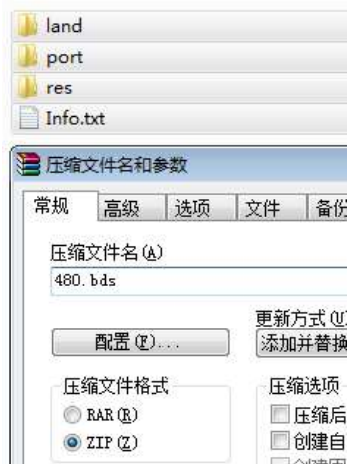 land
port
res
Info.txt
压缩文件名和参数
常规 高级 选项 文件 备份
压缩文件名(A)
480.bds
更新方式(U)
配置(F)... 添加并替换
压缩文件格式 压缩选项
RAR(R) 压缩后
ZIP(Z) 创建自